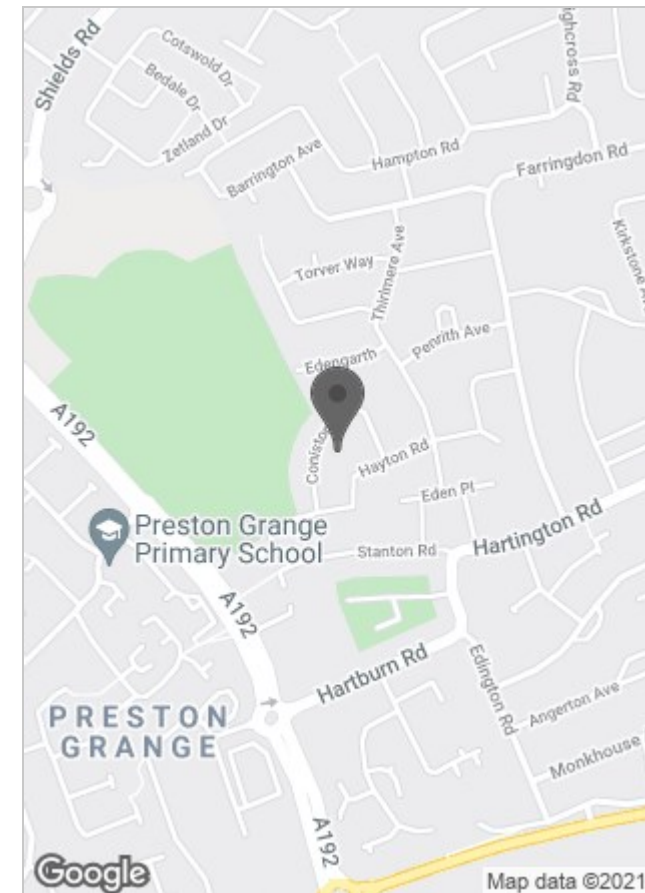 Shields Rd
Cotswold Dr
Bedale Dr
Zetland Dr
Barrington Ave
Hampton Rd
Farringdon Rd
Torver Way
Thirlmere Ave
Edengarth
Penrith Ave
A192
Hayton Rd
Eden Pl
Preston Grange
Primary School
Stanton Rd
Hartington Rd
A192
Hartburn Rd
Edington Rd
PRESTON
GRANGE
Angerton Ave
Monkhouse
A192
Google
Map data ©2021